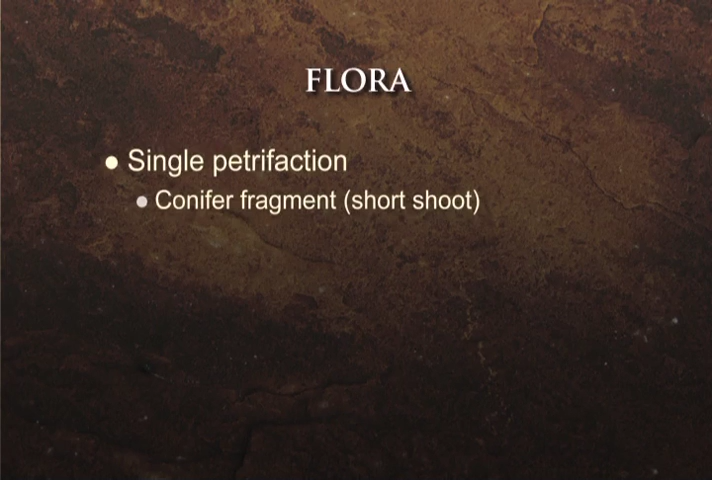 FLORA
• Single petrifaction
• Conifer fragment (short shoot)